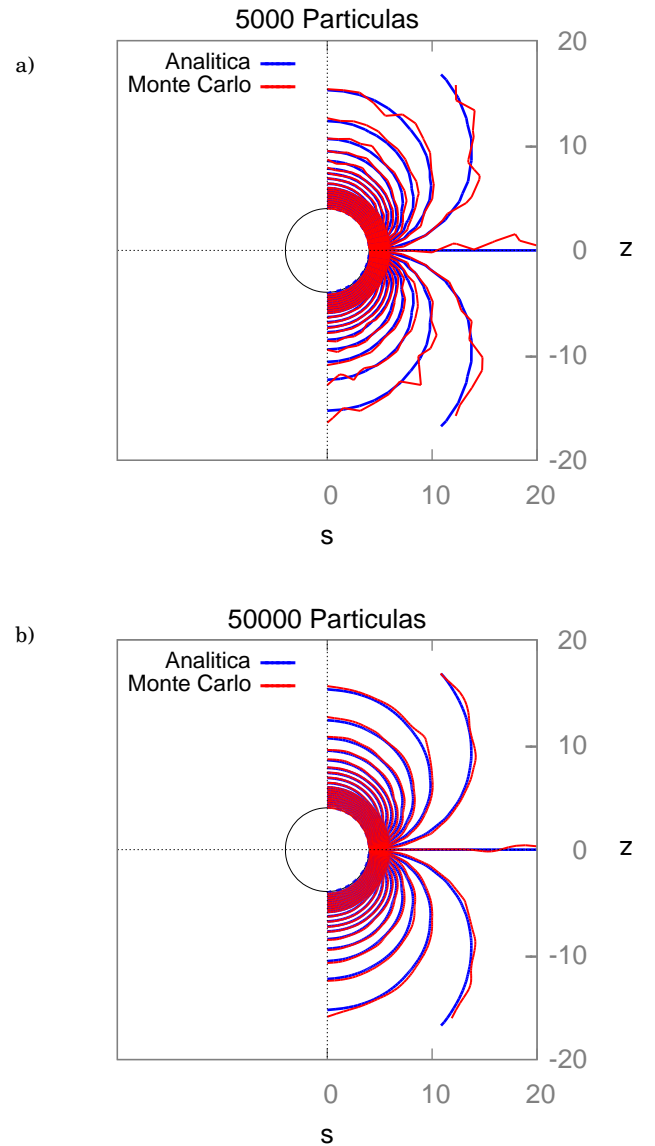 a)
5000 Particulas
Analitica
Monte Carlo
20
10
0
-10
-20
z
0 10 20
s
b)
50000 Particulas
Analitica
Monte Carlo
20
10
0
-10
-20
z
0 10 20
s